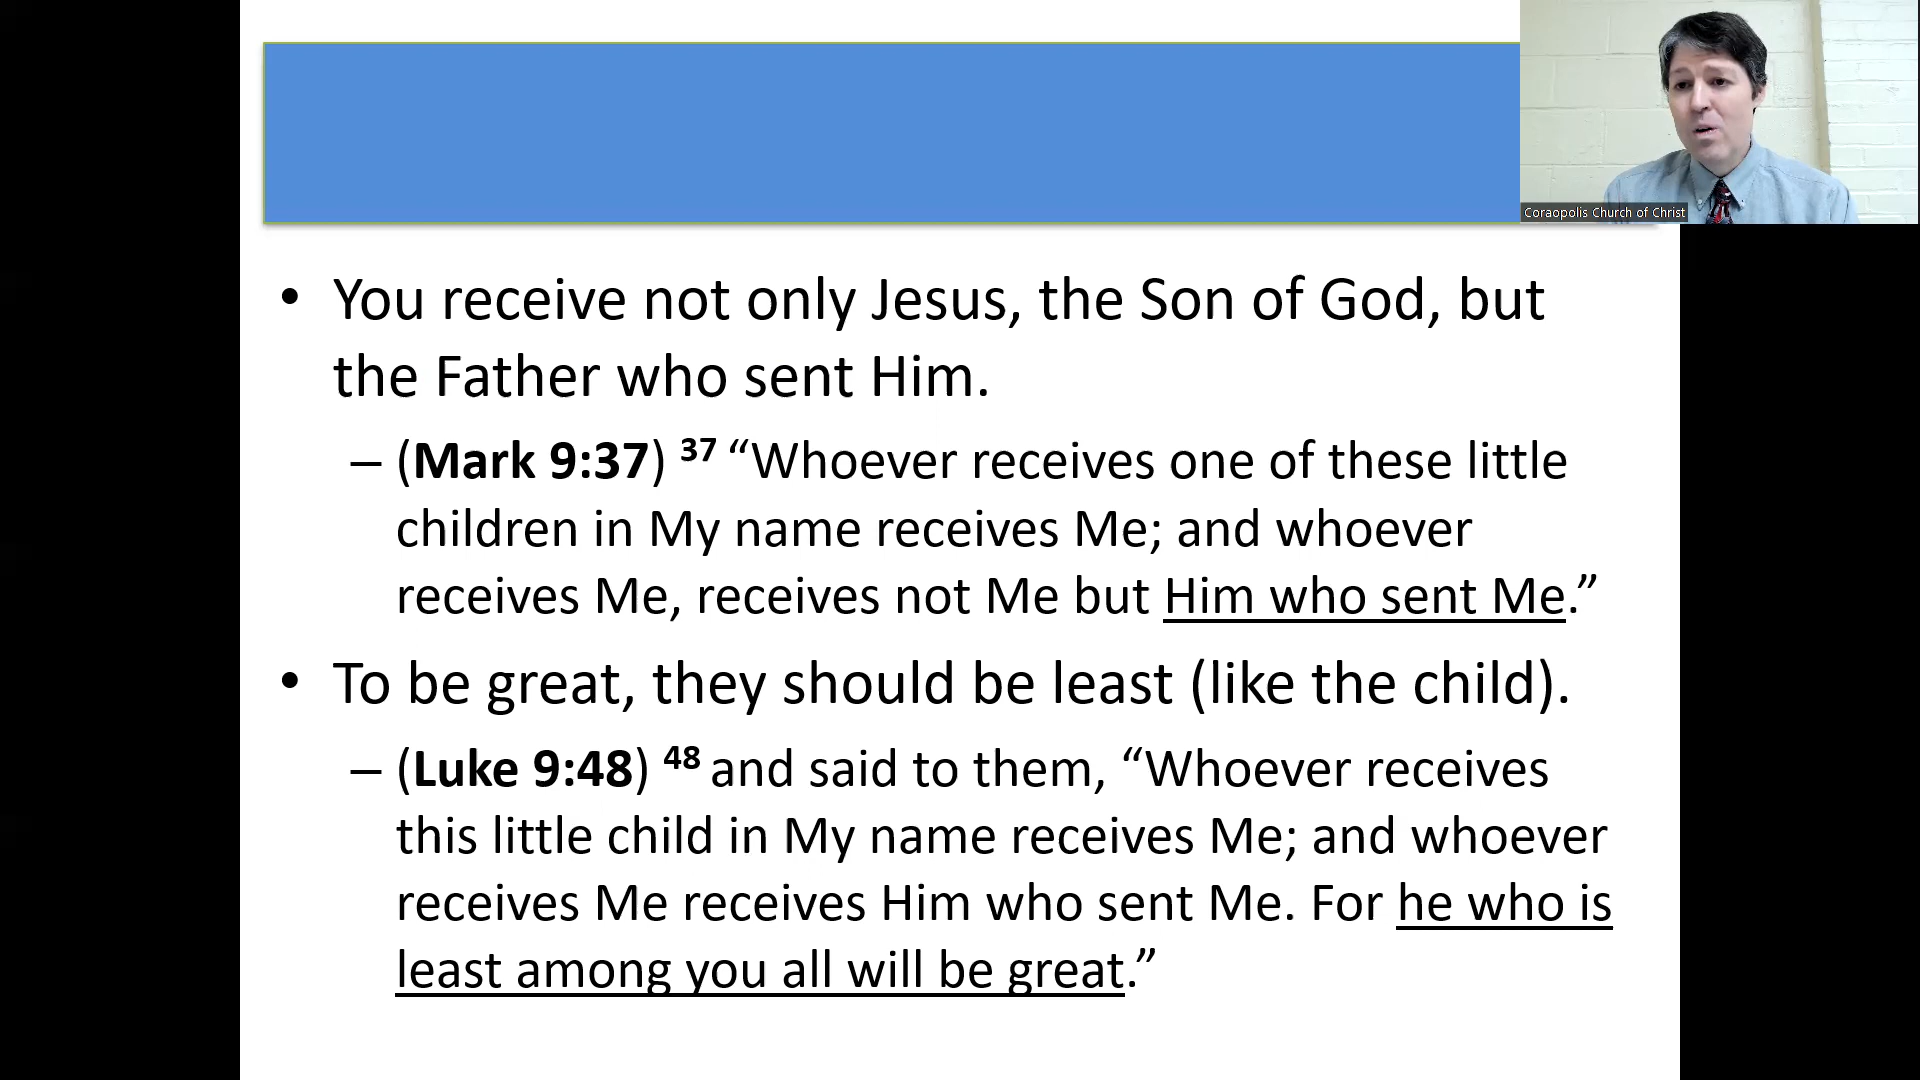 Coraopolis Church of Christ
• You receive not only Jesus, the Son of God, but
the Father who sent Him.
– (Mark 9:37) 37 “Whoever receives one of these little
children in My name receives Me; and whoever
receives Me, receives not Me but Him who sent Me.”
• To be great, they should be least (like the child).
– (Luke 9:48) 48 and said to them, “Whoever receives
this little child in My name receives Me; and whoever
receives Me receives Him who sent Me. For he who is
least among you all will be great.”